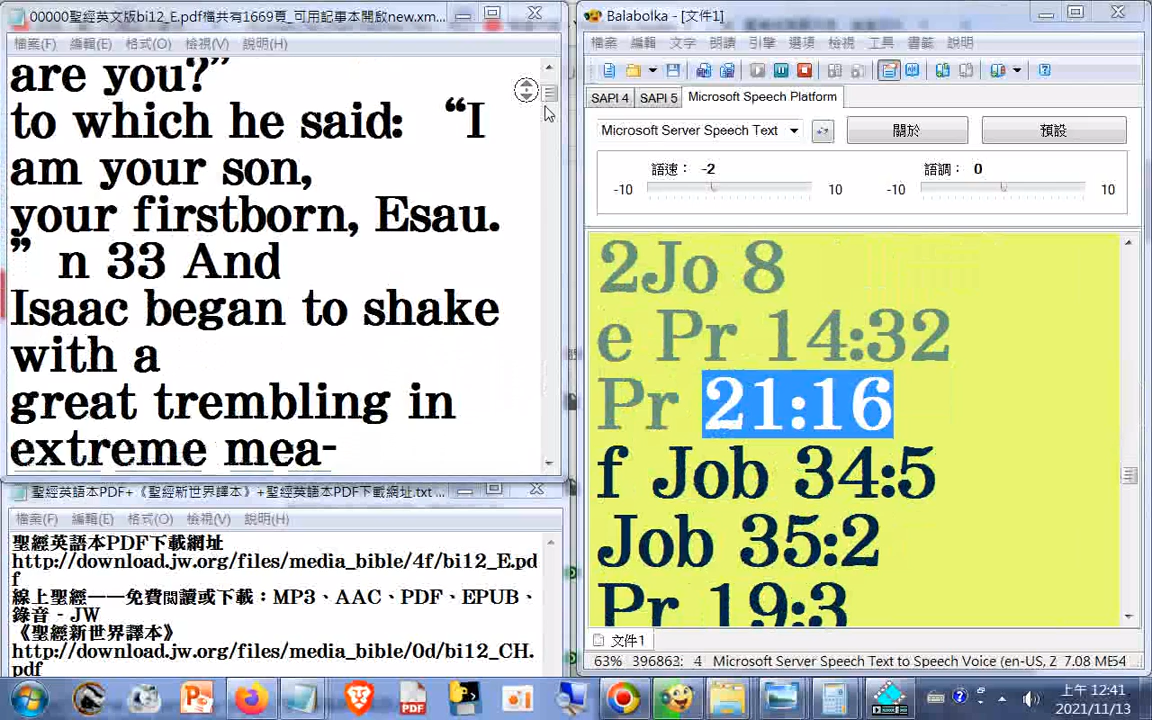 00000聖經英文版bi12_E.pdf檔共有1669頁_可用記事本開啟new.xm...
檔案(F) 編輯(E) 格式(O) 檢視(V) 說明(H)
are you?”
to which he said: “I
am your son,
your firstborn, Esau.
” n 33 And
Isaac began to shake
with a
great trembling in
extreme mea-
聖經英語本PDF+《聖經新世界譯本》+聖經英語本PDF下載網址.txt ...
檔案(F) 編輯(E) 格式(O) 檢視(V) 說明(H)
聖經英語本PDF下載網址
http://download.jw.org/files/media_bible/4f/bi12_E.pd
f
線上聖經——免費閱讀或下載：MP3、AAC、PDF、EPUB、
錄音 - JW
《聖經新世界譯本》
http://download.jw.org/files/media_bible/0d/bi12_CH.
pdf
Balabolka - [文件1]
檔案 編輯 文字 朗讀 引擎 選項 檢視 工具 書籤 說明
SAPI 4 SAPI 5 Microsoft Speech Platform
Microsoft Server Speech Text 關於 預設
語速： -2 語調： 0
-10 10 -10 10
2Jo 8
e Pr 14:32
Pr 21:16
f Job 34:5
Job 35:2
Pr 19:3
文件1
63% 396863: 4 Microsoft Server Speech Text to Speech Voice (en-US, Z 7.08 ME54
上午 12:41
2021/11/13